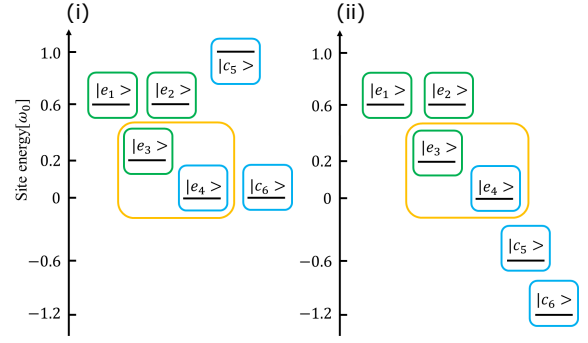 (i)
(ii)
Site energy[ω₀]
1.0
0.6
0.2
0
−0.6
−1.2
|e₁ >
|e₂ >
|c₅ >
|e₃ >
|e₄ >
|c₆ >
1.0
0.6
0.2
0
−0.6
−1.2
|e₁ >
|e₂ >
|e₃ >
|e₄ >
|c₅ >
|c₆ >